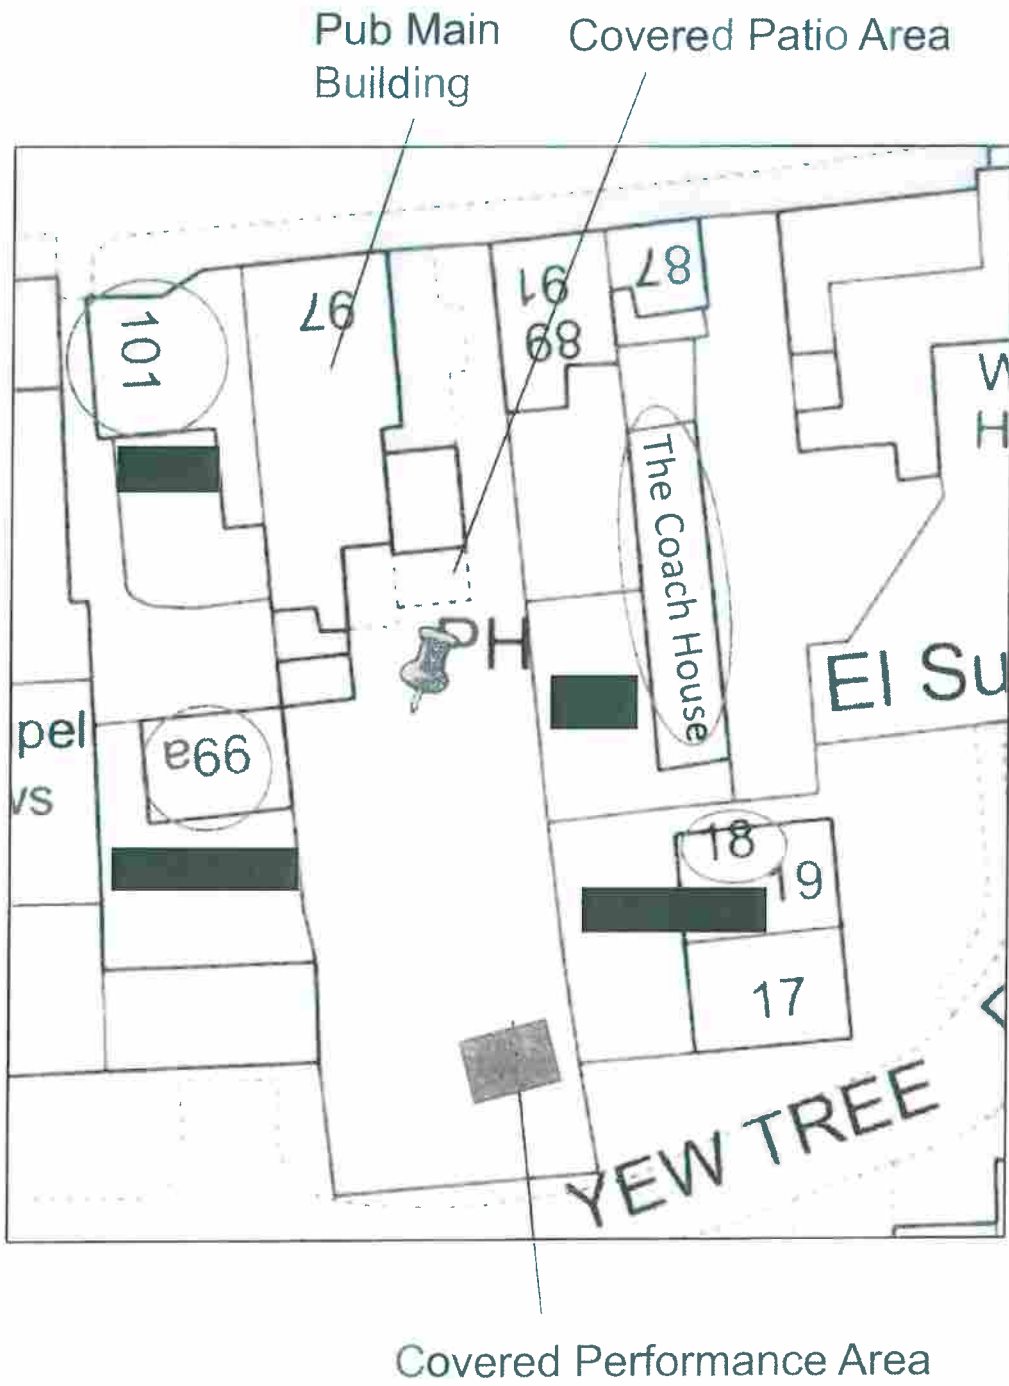 Pub Main
Building
Covered Patio Area
101
97
91
89
87
W
H
The Coach House
PH
El Su
pel
vs
99a
18
19
17
YEW TREE
Covered Performance Area